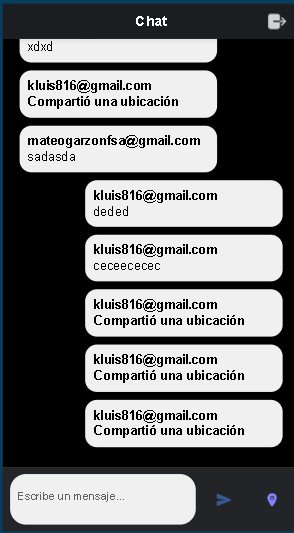 Chat
xdxd
kluis816@gmail.com
Compartió una ubicación
mateogarzonfsa@gmail.com
sadasda
kluis816@gmail.com
deded
kluis816@gmail.com
ceceececec
kluis816@gmail.com
Compartió una ubicación
kluis816@gmail.com
Compartió una ubicación
kluis816@gmail.com
Compartió una ubicación
Escribe un mensaje...